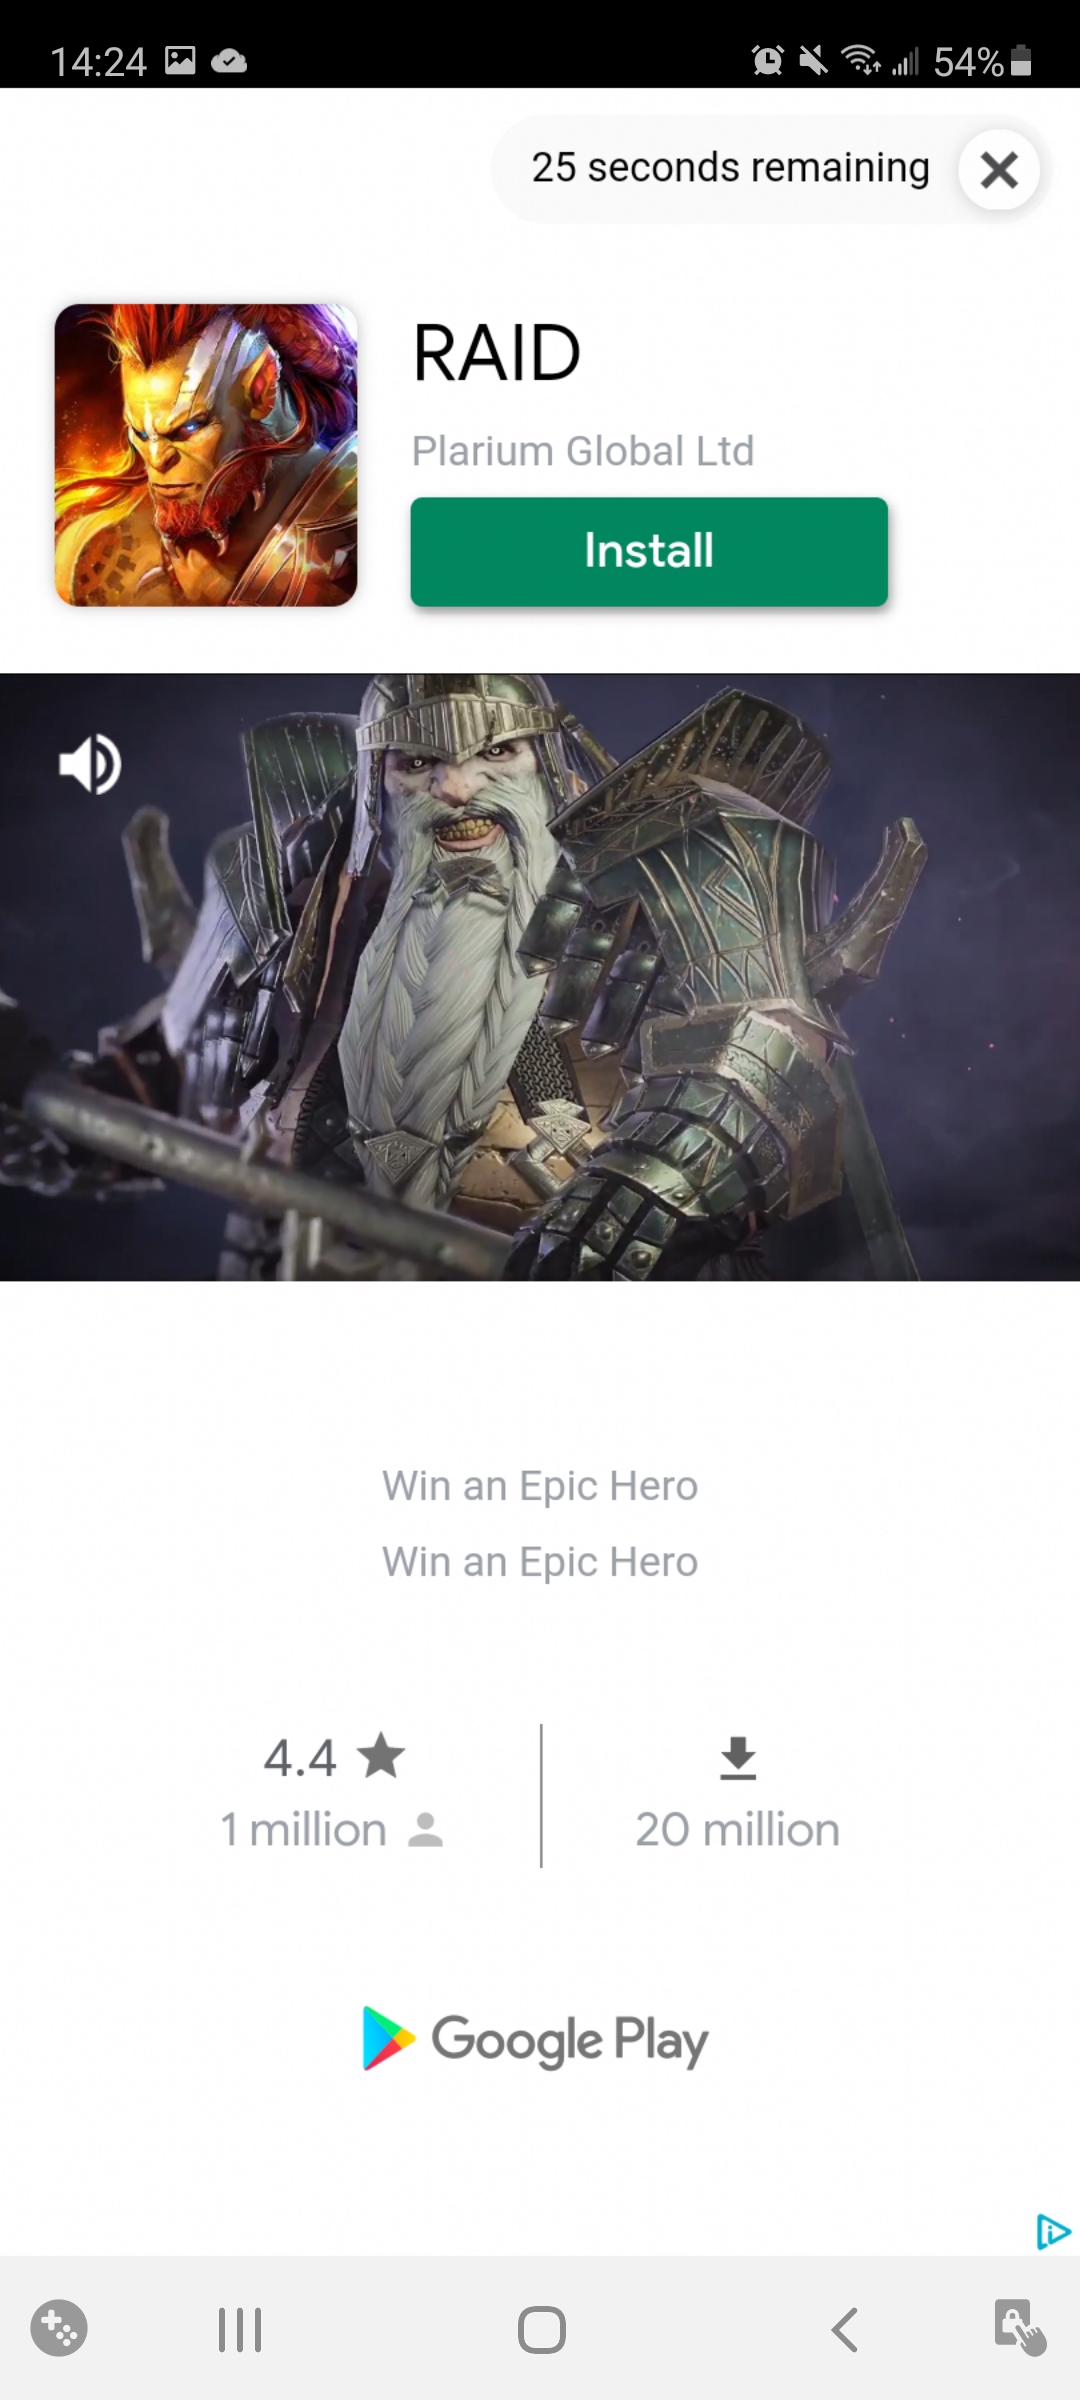 14:24
54%
25 seconds remaining
RAID
Plarium Global Ltd
Install
Win an Epic Hero
Win an Epic Hero
4.4
1 million
20 million
Google Play